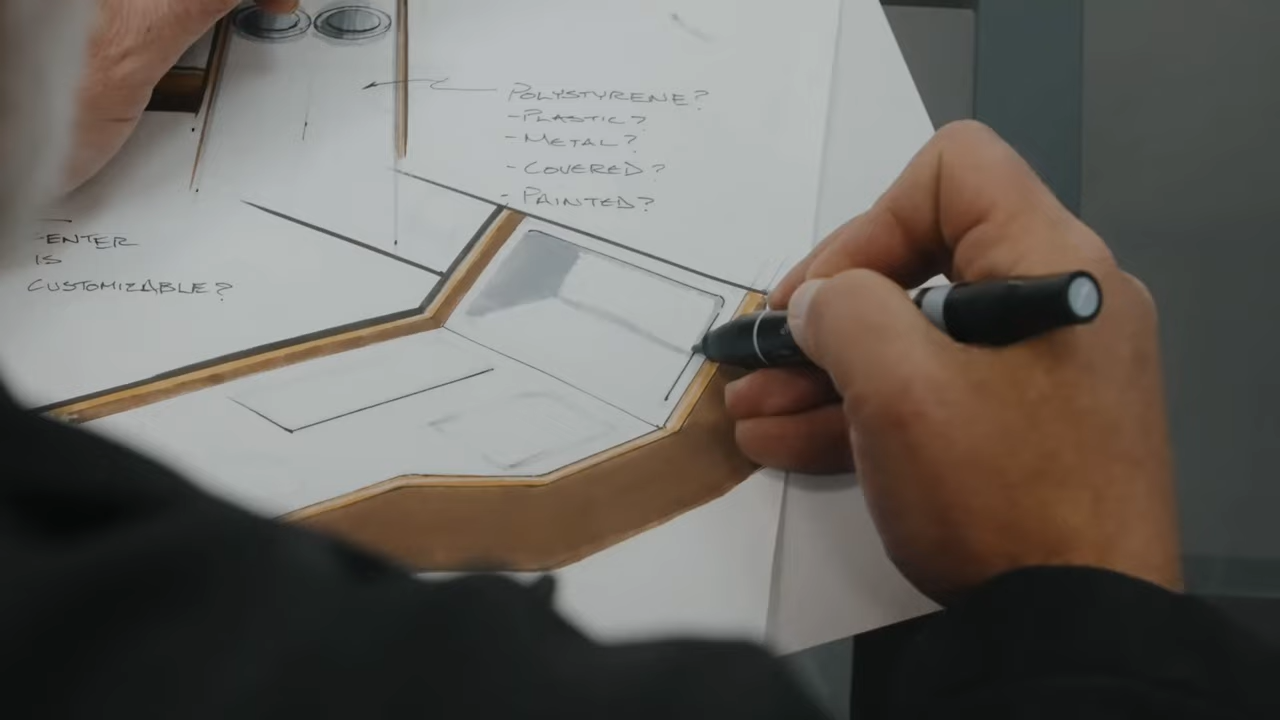 POLYSTYRENE?
-PLASTIC?
-METAL?
-COVERED?
-PAINTED?
-ENTER
IS
CUSTOMIZABLE?